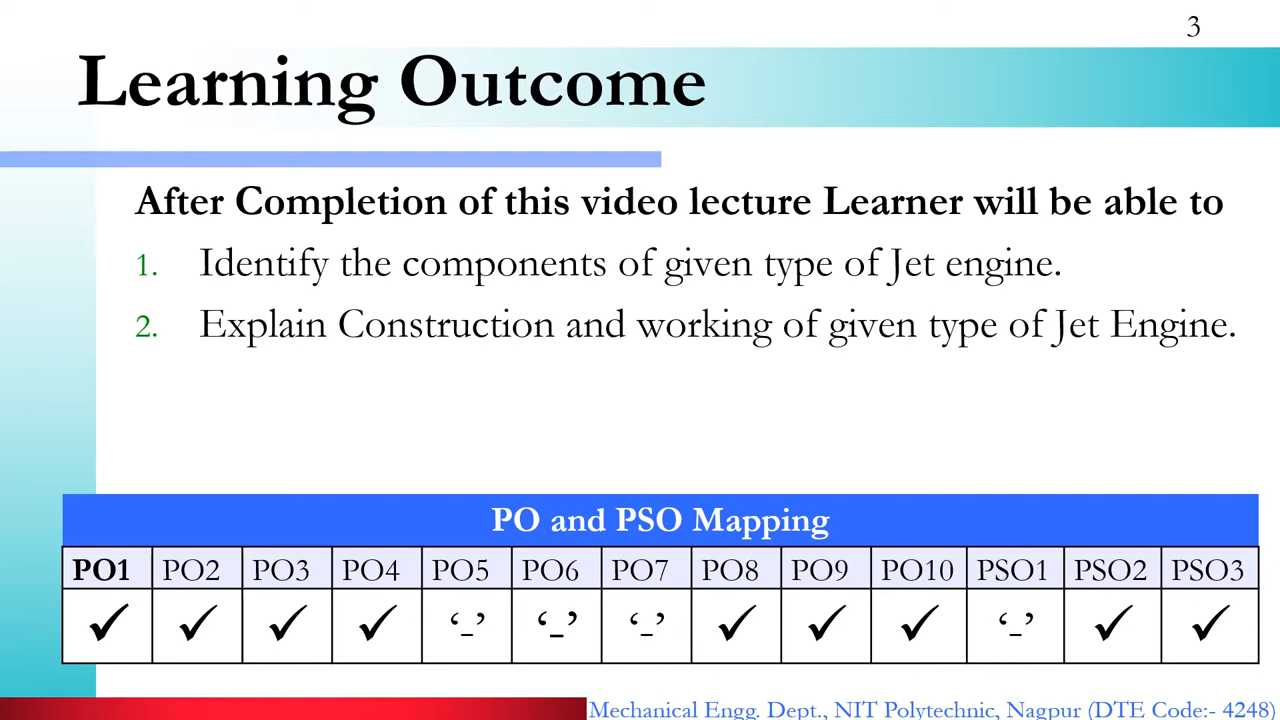 3
Learning Outcome
After Completion of this video lecture Learner will be able to
1. Identify the components of given type of Jet engine.
2. Explain Construction and working of given type of Jet Engine.
PO and PSO Mapping
PO1 PO2 PO3 PO4 PO5 PO6 PO7 PO8 PO9 PO10 PSO1 PSO2 PSO3
✓ ✓ ✓ ✓ ‘-’ ‘-’ ‘-’ ✓ ✓ ✓ ‘-’ ✓ ✓
Mechanical Engg. Dept., NIT Polytechnic, Nagpur (DTE Code:- 4248)